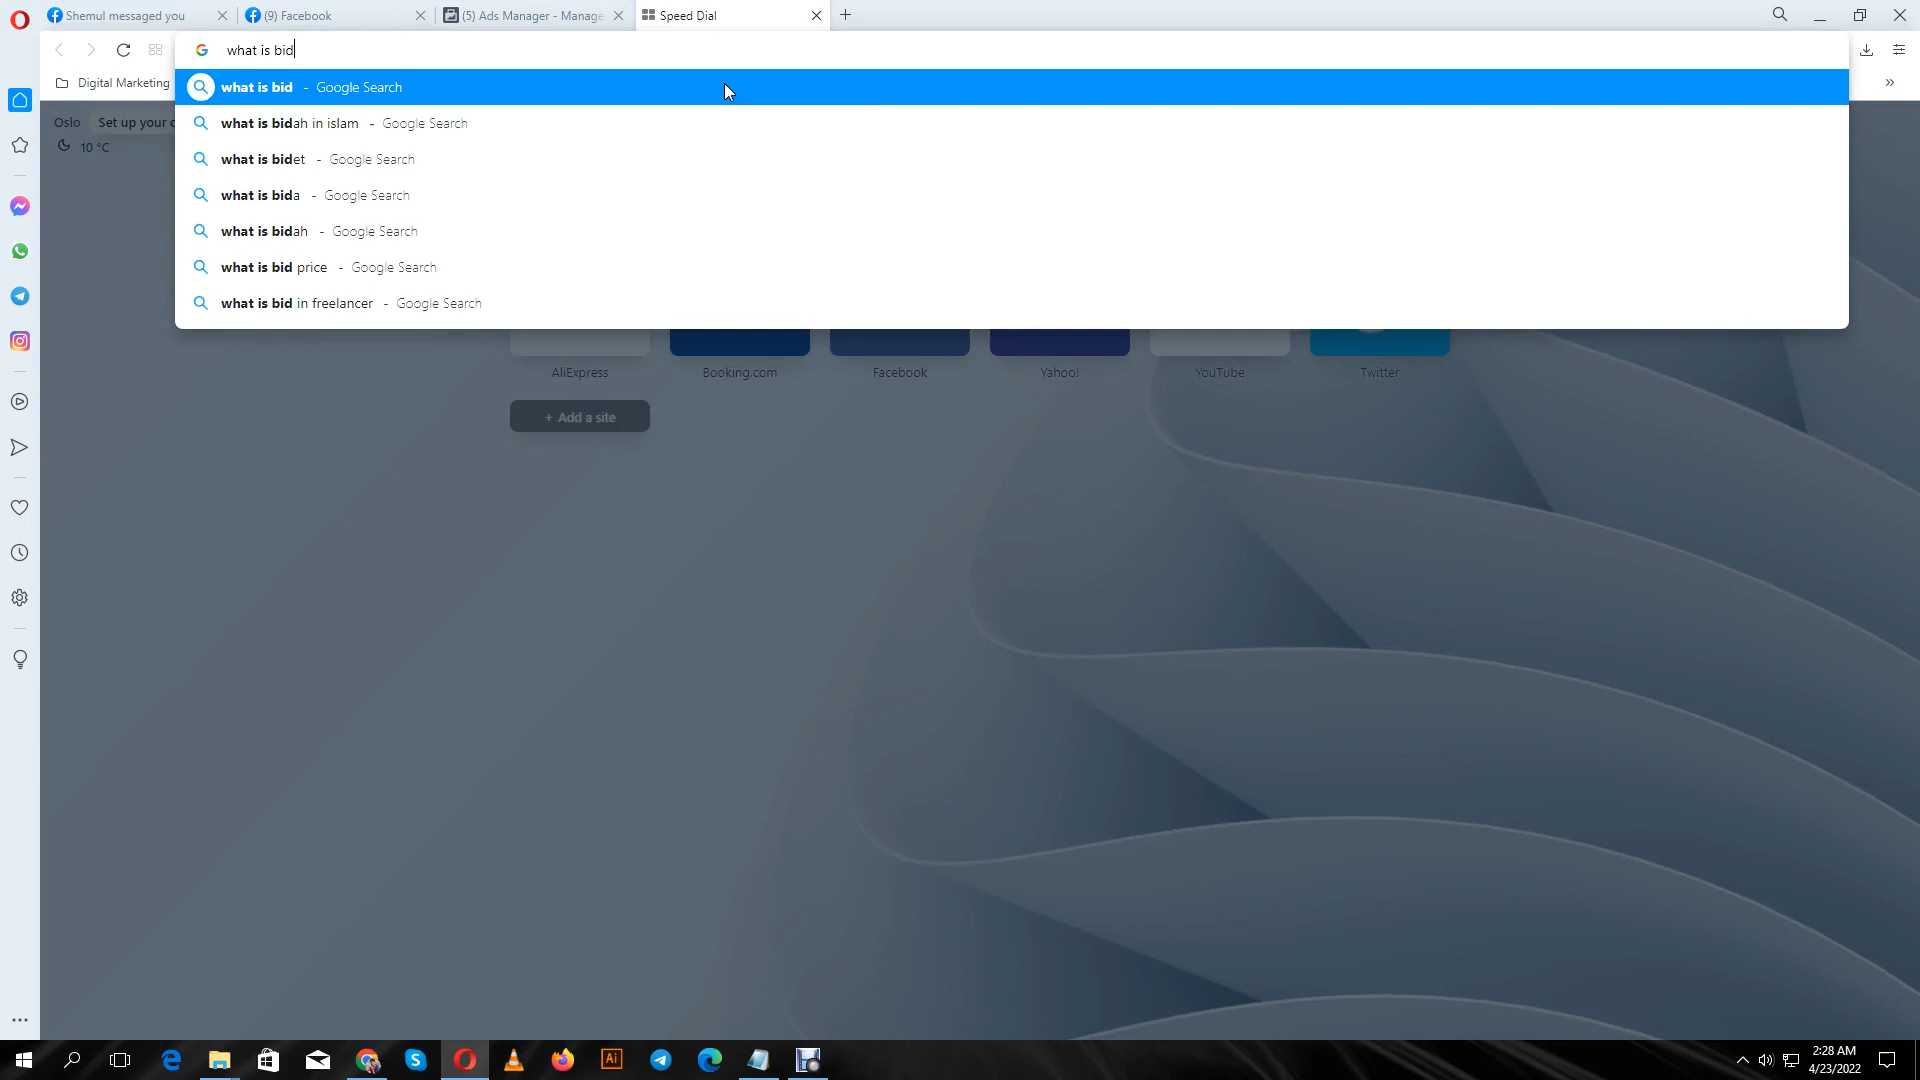 Shemul messaged you
(9) Facebook
(5) Ads Manager - Manage
Speed Dial
what is bid
Digital Marketing
what is bid - Google Search
what is bidah in islam - Google Search
what is bidet - Google Search
what is bida - Google Search
what is bidah - Google Search
what is bid price - Google Search
what is bid in freelancer - Google Search
Oslo Set up your c
10 °C
AliExpress
Booking.com
Facebook
Yahoo!
YouTube
Twitter
+ Add a site
Ai
2:28 AM
4/23/2022